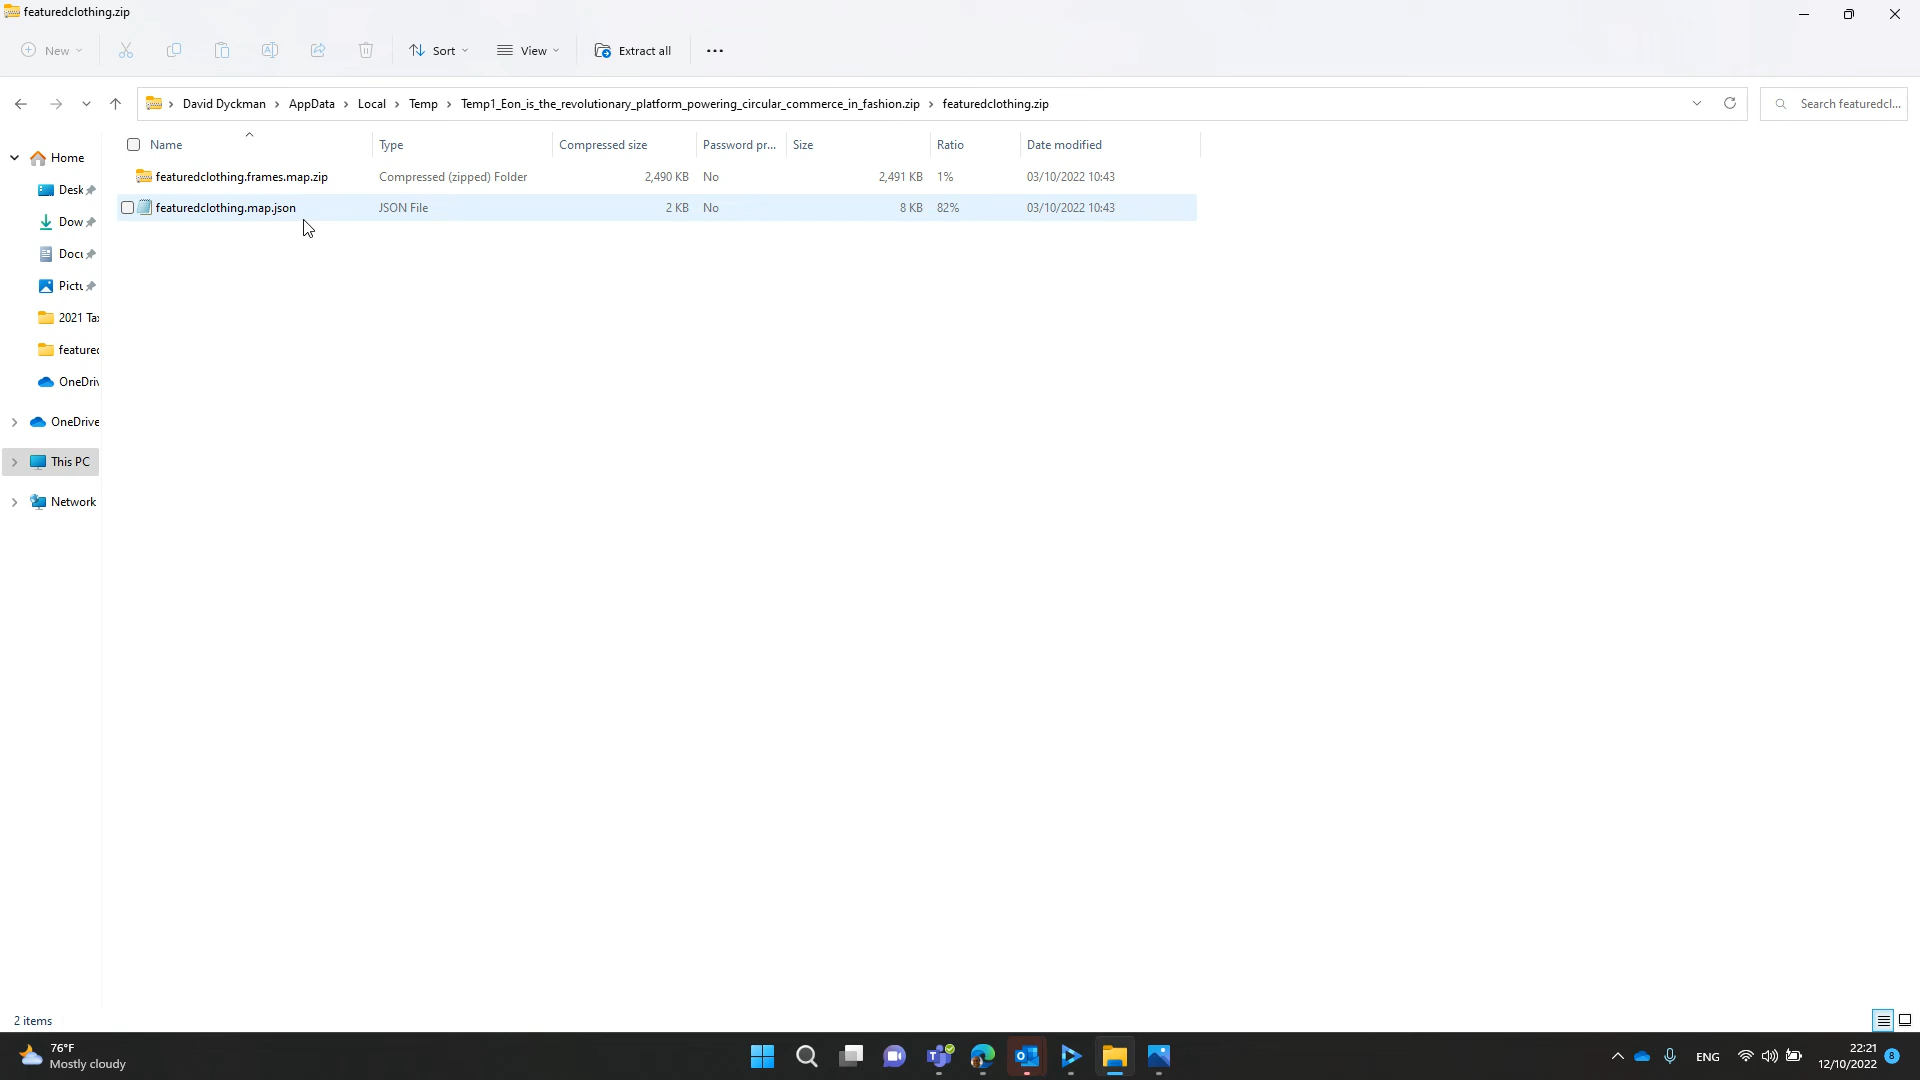 featuredclothing.zip
New
Sort
View
Extract all
David Dyckman > AppData > Local > Temp > Temp1_Eon_is_the_revolutionary_platform_powering_circular_commerce_in_fashion.zip > featuredclothing.zip
Search featuredcl...
Name Type Compressed size Password pr... Size Ratio Date modified
featuredclothing.frames.map.zip Compressed (zipped) Folder 2,490 KB No 2,491 KB 1% 03/10/2022 10:43
featuredclothing.map.json JSON File 2 KB No 8 KB 82% 03/10/2022 10:43
Home
Desk
Dow
Docu
Pictu
2021 Tax
featured
OneDriv
OneDrive
This PC
Network
2 items
76°F
Mostly cloudy
ENG
22:21
12/10/2022
8